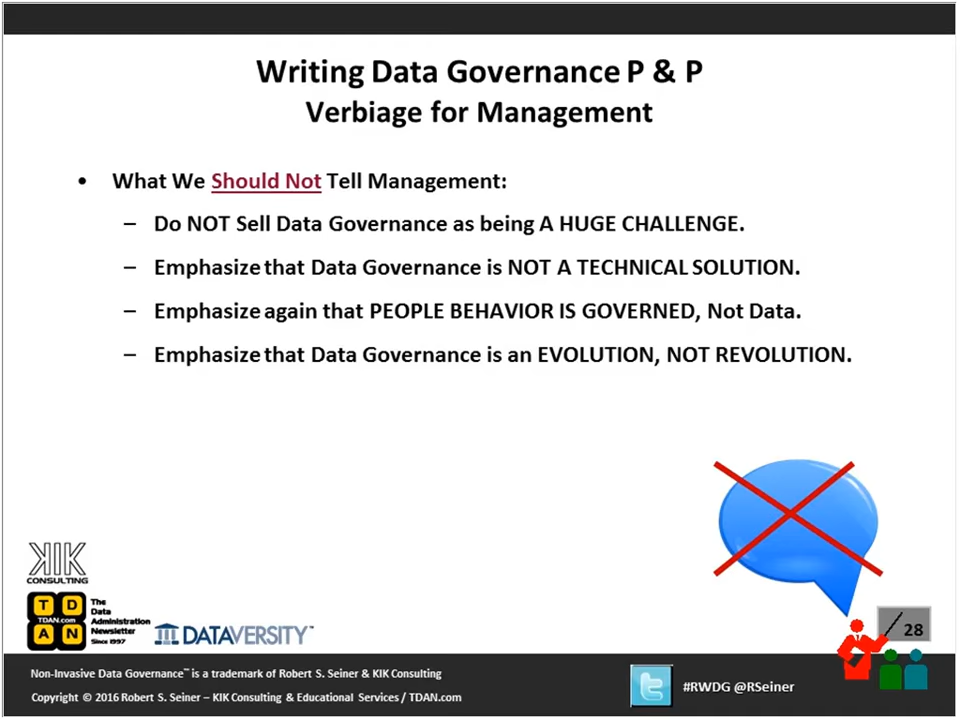 Writing Data Governance P & P
Verbiage for Management
• What We Should Not Tell Management:
– Do NOT Sell Data Governance as being A HUGE CHALLENGE.
– Emphasize that Data Governance is NOT A TECHNICAL SOLUTION.
– Emphasize again that PEOPLE BEHAVIOR IS GOVERNED, Not Data.
– Emphasize that Data Governance is an EVOLUTION, NOT REVOLUTION.
KIK
CONSULTING
T D
TDAN.com
A N
The
Data
Administration
Newsletter
Since 1997
DATAVERSITY™
28
Non-Invasive Data Governance™ is a trademark of Robert S. Seiner & KIK Consulting
Copyright © 2016 Robert S. Seiner – KIK Consulting & Educational Services / TDAN.com
#RWDG @RSeiner